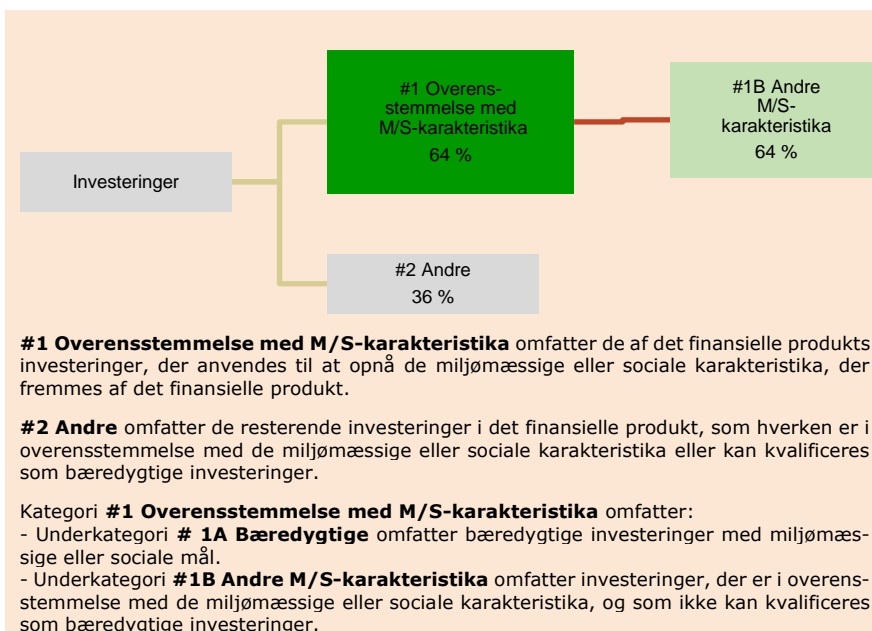 #1 Overens-
stemmelse med
M/S-karakteristika
64 %
#1B Andre
M/S-
karakteristika
64 %
Investeringer
#2 Andre
36 %
#1 Overensstemmelse med M/S-karakteristika omfatter de af det finansielle produkts
investeringer, der anvendes til at opnå de miljømæssige eller sociale karakteristika, der
fremmes af det finansielle produkt.
#2 Andre omfatter de resterende investeringer i det finansielle produkt, som hverken er i
overensstemmelse med de miljømæssige eller sociale karakteristika eller kan kvalificeres
som bæredygtige investeringer.
Kategori #1 Overensstemmelse med M/S-karakteristika omfatter:
- Underkategori # 1A Bæredygtige omfatter bæredygtige investeringer med miljømæs-
sige eller sociale mål.
- Underkategori #1B Andre M/S-karakteristika omfatter investeringer, der er i overens-
stemmelse med de miljømæssige eller sociale karakteristika, og som ikke kan kvalificeres
som bæredygtige investeringer.